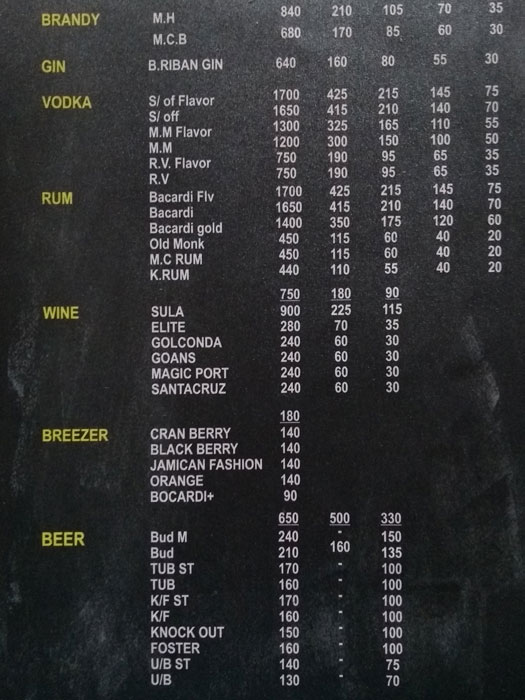 BRANDY M.H 840 210 105 70 35
M.C.B 680 170 85 60 30
GIN B.RIBAN GIN 640 160 80 55 30
VODKA S/ of Flavor 1700 425 215 145 75
S/ off 1650 415 210 140 70
M.M Flavor 1300 325 165 110 55
M.M 1200 300 150 100 50
R.V. Flavor 750 190 95 65 35
R.V 750 190 95 65 35
RUM Bacardi Flv 1700 425 215 145 75
Bacardi 1650 415 210 140 70
Bacardi gold 1400 350 175 120 60
Old Monk 450 115 60 40 20
M.C RUM 450 115 60 40 20
K.RUM 440 110 55 40 20
750 180 90
WINE SULA 900 225 115
ELITE 280 70 35
GOLCONDA 240 60 30
GOANS 240 60 30
MAGIC PORT 240 60 30
SANTACRUZ 240 60 30
180
BREEZER CRAN BERRY 140
BLACK BERRY 140
JAMICAN FASHION 140
ORANGE 140
BOCARDI+ 90
650 500 330
BEER Bud M 240 - 150
Bud 210 160 135
TUB ST 170 - 100
TUB 160 - 100
K/F ST 170 - 100
K/F 160 - 100
KNOCK OUT 150 - 100
FOSTER 160 - 100
U/B ST 140 - 75
U/B 130 - 70